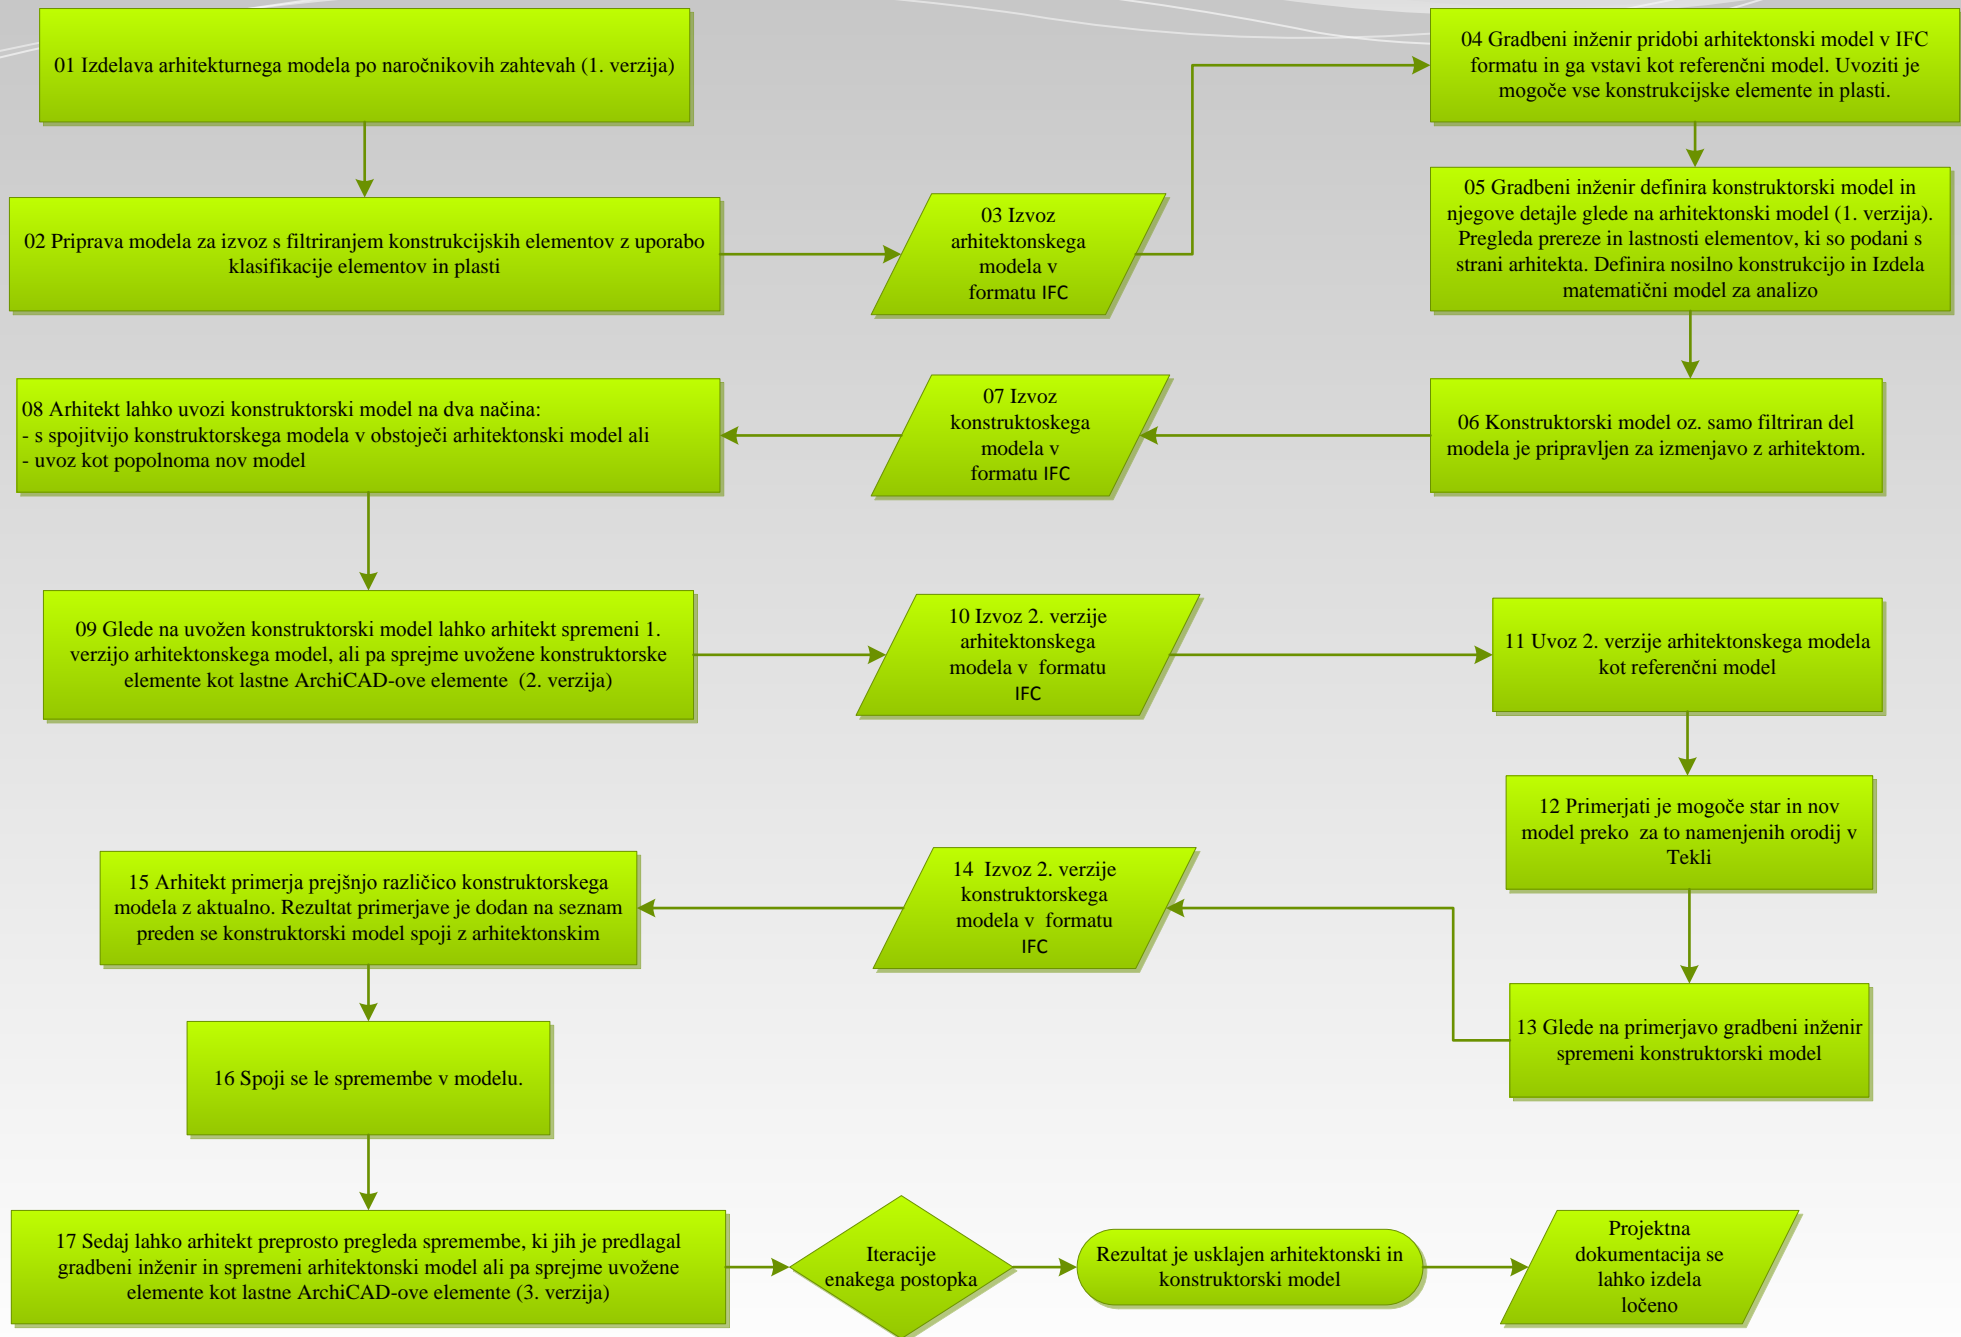 01 Izdelava arhitekturnega modela po naročnikovih zahtevah (1. verzija)
02 Priprava modela za izvoz s filtriranjem konstrukcijskih elementov z uporabo
klasifikacije elementov in plasti
03 Izvoz
arhitektonskega
modela v
formatu IFC
04 Gradbeni inženir pridobi arhitektonski model v IFC
formatu in ga vstavi kot referenčni model. Uvoziti je
mogoče vse konstrukcijske elemente in plasti.
05 Gradbeni inženir definira konstruktorski model in
njegove detajle glede na arhitektonski model (1. verzija).
Pregleda prereze in lastnosti elementov, ki so podani s
strani arhitekta. Definira nosilno konstrukcijo in Izdela
matematični model za analizo
06 Konstruktorski model oz. samo filtriran del
modela je pripravljen za izmenjavo z arhitektom.
07 Izvoz
konstruktoskega
modela v
formatu IFC
08 Arhitekt lahko uvozi konstruktorski model na dva načina:
- s spojitvijo konstruktorskega modela v obstoječi arhitektonski model ali
- uvoz kot popolnoma nov model
09 Glede na uvožen konstruktorski model lahko arhitekt spremeni 1.
verzijo arhitektonskega model, ali pa sprejme uvožene konstruktorske
elemente kot lastne ArchiCAD-ove elemente (2. verzija)
10 Izvoz 2. verzije
arhitektonskega
modela v formatu
IFC
11 Uvoz 2. verzije arhitektonskega modela
kot referenčni model
12 Primerjati je mogoče star in nov
model preko za to namenjenih orodij v
Tekli
13 Glede na primerjavo gradbeni inženir
spremeni konstruktorski model
14 Izvoz 2. verzije
konstruktorskega
modela v formatu
IFC
15 Arhitekt primerja prejšnjo različico konstruktorskega
modela z aktualno. Rezultat primerjave je dodan na seznam
preden se konstruktorski model spoji z arhitektonskim
16 Spoji se le spremembe v modelu.
17 Sedaj lahko arhitekt preprosto pregleda spremembe, ki jih je predlagal
gradbeni inženir in spremeni arhitektonski model ali pa sprejme uvožene
elemente kot lastne ArchiCAD-ove elemente (3. verzija)
Iteracije
enakega postopka
Rezultat je usklajen arhitektonski in
konstruktorski model
Projektna
dokumentacija se
lahko izdela
ločeno